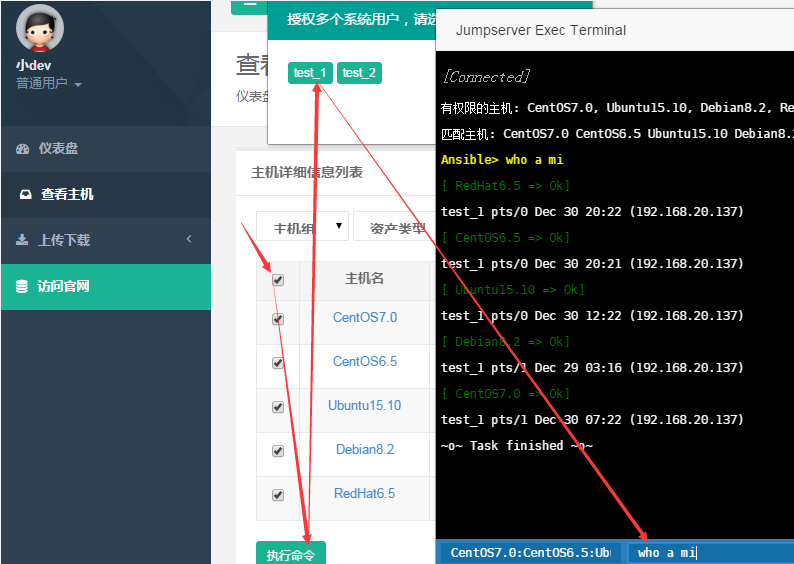 小dev
普通用户
仪表盘
查看主机
上传下载
访问官网
授权多个系统用户，请选
test_1 test_2
查看
仪表盘
主机详细信息列表
主机组 资产类型
主机名
CentOS7.0
CentOS6.5
Ubuntu15.10
Debian8.2
RedHat6.5
执行命令
Jumpserver Exec Terminal
[Connected]
有权限的主机: CentOS7.0, Ubuntu15.10, Debian8.2, Re
匹配主机: CentOS7.0 CentOS6.5 Ubuntu15.10 Debian8.
Ansible> who a mi
[ RedHat6.5 => Ok]
test_1 pts/0 Dec 30 20:22 (192.168.20.137)
[ CentOS6.5 => Ok]
test_1 pts/0 Dec 30 20:21 (192.168.20.137)
[ Ubuntu15.10 => Ok]
test_1 pts/0 Dec 30 12:22 (192.168.20.137)
[ Debian8.2 => Ok]
test_1 pts/1 Dec 29 03:16 (192.168.20.137)
[ CentOS7.0 => Ok]
test_1 pts/1 Dec 30 07:22 (192.168.20.137)
~o~ Task finished ~o~
CentOS7.0:CentOS6.5:Ubu who a mi